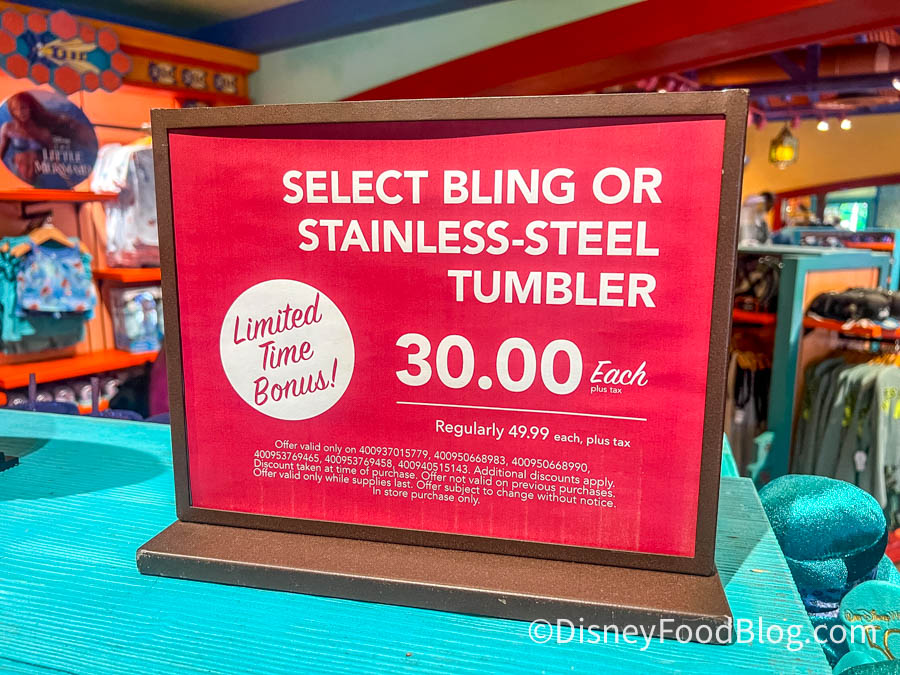 THE LITTLE
MERMAID
SELECT BLING OR
STAINLESS-STEEL
TUMBLER
Limited
Time
Bonus!
30.00 Each
plus tax
Regularly 49.99 each, plus tax
Offer valid only on 400937015779, 400950668983, 400950668990,
400953769465, 400953769458, 400940515143. Additional discounts apply.
Discount taken at time of purchase. Offer not valid on previous purchases.
Offer valid only while supplies last. Offer subject to change without notice.
In store purchase only.
©DisneyFoodBlog.com